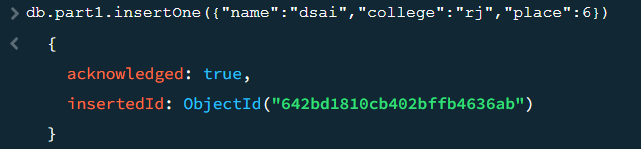 > db.part1.insertOne({"name":"dsai","college":"rj","place":6})
< {
acknowledged: true,
insertedId: ObjectId("642bd1810cb402bffb4636ab")
}